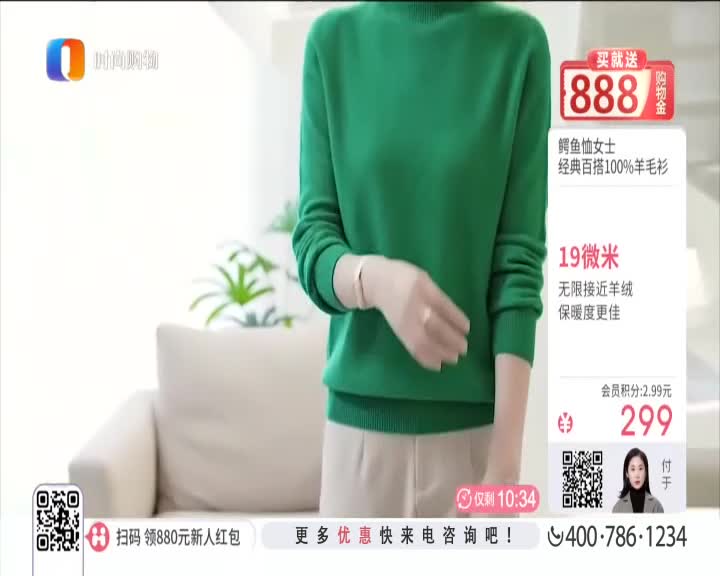 时尚购物
买就送
888
购物金
鳄鱼恤女士
经典百搭100%羊毛衫
19微米
无限接近羊绒
保暖度更佳
会员积分:2.99元
299
付于
仅剩 10:34
扫码 领880元新人红包
更多优惠快来电咨询吧!
400·786·1234